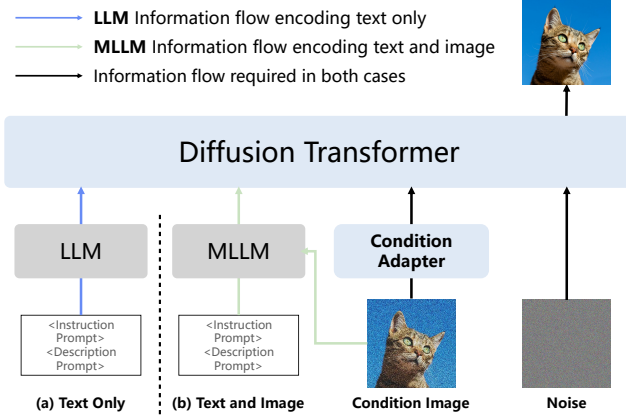 LLM Information flow encoding text only
MLLM Information flow encoding text and image
Information flow required in both cases
Diffusion Transformer
LLM
MLLM
Condition
Adapter
<Instruction
Prompt>
<Description
Prompt>
<Instruction
Prompt>
<Description
Prompt>
(a) Text Only
(b) Text and Image
Condition Image
Noise